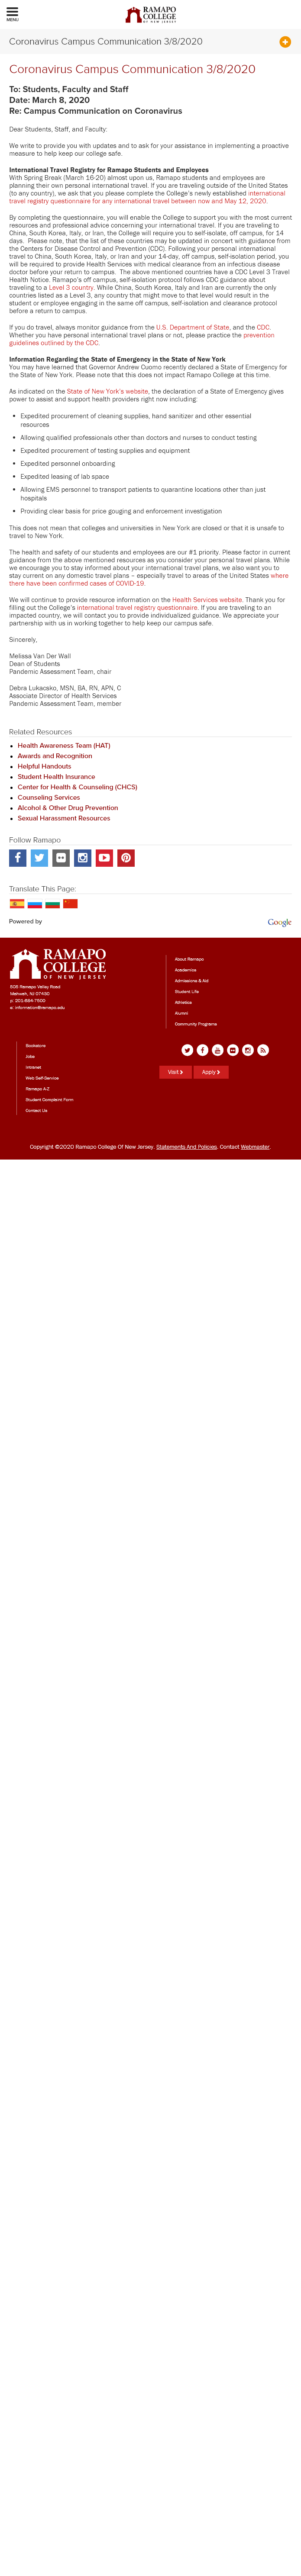 MENU
RAMAPO
COLLEGE
OF NEW JERSEY
Coronavirus Campus Communication 3/8/2020
Coronavirus Campus Communication 3/8/2020
To: Students, Faculty and Staff
Date: March 8, 2020
Re: Campus Communication on Coronavirus
Dear Students, Staff, and Faculty:
We write to provide you with updates and to ask for your assistance in implementing a proactive
measure to help keep our college safe.
International Travel Registry for Ramapo Students and Employees
With Spring Break (March 16-20) almost upon us, Ramapo students and employees are
planning their own personal international travel. If you are traveling outside of the United States
(to any location), we ask for you to please complete the College's newly established international
travel registry questionnaire for any international travel between now and May 12, 2020.
By completing the questionnaire, you will enable the College to support you with the most current
resources and professional advice concerning your international travel. If you are traveling to
China, South Korea, Italy, or Iran, the College will require you to self-isolate, off campus, for 14
days.  Please note, that the list of these countries may be updated in concert with guidance from
the Centers for Disease Control and Prevention (CDC). Following your personal international
travel to China, South Korea, Italy, or Iran and your 14-day, off campus, self-isolation period, you
will be required to provide Health Services with medical clearance from an infectious disease
doctor before your return to campus.  The above mentioned countries have a CDC Level 3 Travel
Health Notice. Ramapo's off campus, self-isolation protocol follows CDC guidance about
traveling to a Level 3 country. While China, South Korea, Italy and Iran are currently the only
countries listed as a Level 3, any country that might move to that level would result in the
student or employee engaging in the same off campus, self-isolation for the same period of time
before a return to campus.
If you do travel, always monitor guidance from the U.S. Department of State, and the CDC.
Whether you have personal international travel plans or not, please practice the prevention
guidelines outlined by the CDC.
Information Regarding the State of Emergency in the State of New York
You may have learned that Governor Andrew Cuomo recently declared a State of Emergency for
the State of New York. Please note that this does not impact Ramapo College at this time.
As indicated on the State of New York's website, the declaration of a State of Emergency gives
power to assist and support health providers right now including:
Expedited procurement of cleaning supplies, hand sanitizer and other essential
resources
Allowing qualified professionals other than doctors and nurses to conduct testing
Expedited procurement of testing supplies and equipment
Expedited personnel onboarding
Expedited leasing of lab space
Allowing EMS personnel to transport patients to quarantine locations other than just
hospitals
Providing clear basis for price gouging and enforcement investigation
This does not mean that colleges and universities in New York are closed or that it is unsafe to
travel to New York.
The health and safety of our students and employees are our #1 priority. Please factor in current
guidance from the above mentioned resources as you consider your personal travel plans. While
we encourage you to stay informed about your international travel plans, we also want you to
stay current on any domestic travel plans – especially travel to areas of the United States where
there have been confirmed cases of COVID-19.
We will continue to provide resource information on the Health Services website. Thank you for
filling out the College's international travel registry questionnaire. If you are traveling to an
impacted country, we will contact you to provide individualized guidance. We appreciate your
partnership with us in working together to help keep our campus safe.
Sincerely,
Melissa Van Der Wall
Dean of Students
Pandemic Assessment Team, chair
Debra Lukacsko, MSN, BA, RN, APN, C
Associate Director of Health Services
Pandemic Assessment Team, member
Related Resources
Health Awareness Team (HAT)
Awards and Recognition
Helpful Handouts
Student Health Insurance
Center for Health & Counseling (CHCS)
Counseling Services
Alcohol & Other Drug Prevention
Sexual Harassment Resources
Follow Ramapo
Translate This Page:
Powered by Google
RAMAPO
COLLEGE
OF NEW JERSEY
505 Ramapo Valley Road
Mahwah, NJ 07430
p: 201-684-7500
e: information@ramapo.edu
About Ramapo
Academics
Admissions & Aid
Student Life
Athletics
Alumni
Community Programs
Bookstore
Jobs
Intranet
Web Self-Service
Ramapo A-Z
Student Complaint Form
Contact Us
Visit
Apply
Copyright ©2020 Ramapo College Of New Jersey. Statements And Policies. Contact Webmaster.